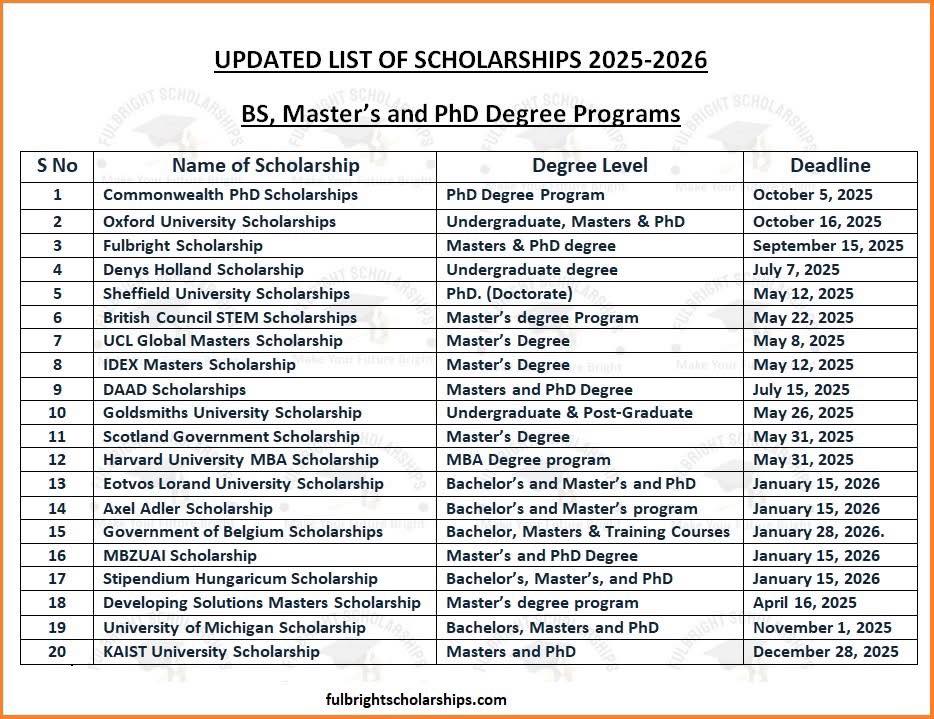 UPDATED LIST OF SCHOLARSHIPS 2025-2026
BS, Master’s and PhD Degree Programs
S No Name of Scholarship Degree Level Deadline
1 Commonwealth PhD Scholarships PhD Degree Program October 5, 2025
2 Oxford University Scholarships Undergraduate, Masters & PhD October 16, 2025
3 Fulbright Scholarship Masters & PhD degree September 15, 2025
4 Denys Holland Scholarship Undergraduate degree July 7, 2025
5 Sheffield University Scholarships PhD. (Doctorate) May 12, 2025
6 British Council STEM Scholarships Master’s degree Program May 22, 2025
7 UCL Global Masters Scholarship Master’s Degree May 8, 2025
8 IDEX Masters Scholarship Master’s Degree May 12, 2025
9 DAAD Scholarships Masters and PhD Degree July 15, 2025
10 Goldsmiths University Scholarship Undergraduate & Post-Graduate May 26, 2025
11 Scotland Government Scholarship Master’s Degree May 31, 2025
12 Harvard University MBA Scholarship MBA Degree program May 31, 2025
13 Eotvos Lorand University Scholarship Bachelor’s and Master’s and PhD January 15, 2026
14 Axel Adler Scholarship Bachelor’s and Master’s program January 15, 2026
15 Government of Belgium Scholarships Bachelor, Masters & Training Courses January 28, 2026.
16 MBZUAI Scholarship Master’s and PhD Degree January 15, 2026
17 Stipendium Hungaricum Scholarship Bachelor’s, Master’s, and PhD January 15, 2026
18 Developing Solutions Masters Scholarship Master’s degree program April 16, 2025
19 University of Michigan Scholarship Bachelors, Masters and PhD November 1, 2025
20 KAIST University Scholarship Masters and PhD December 28, 2025
fulbrightscholarships.com